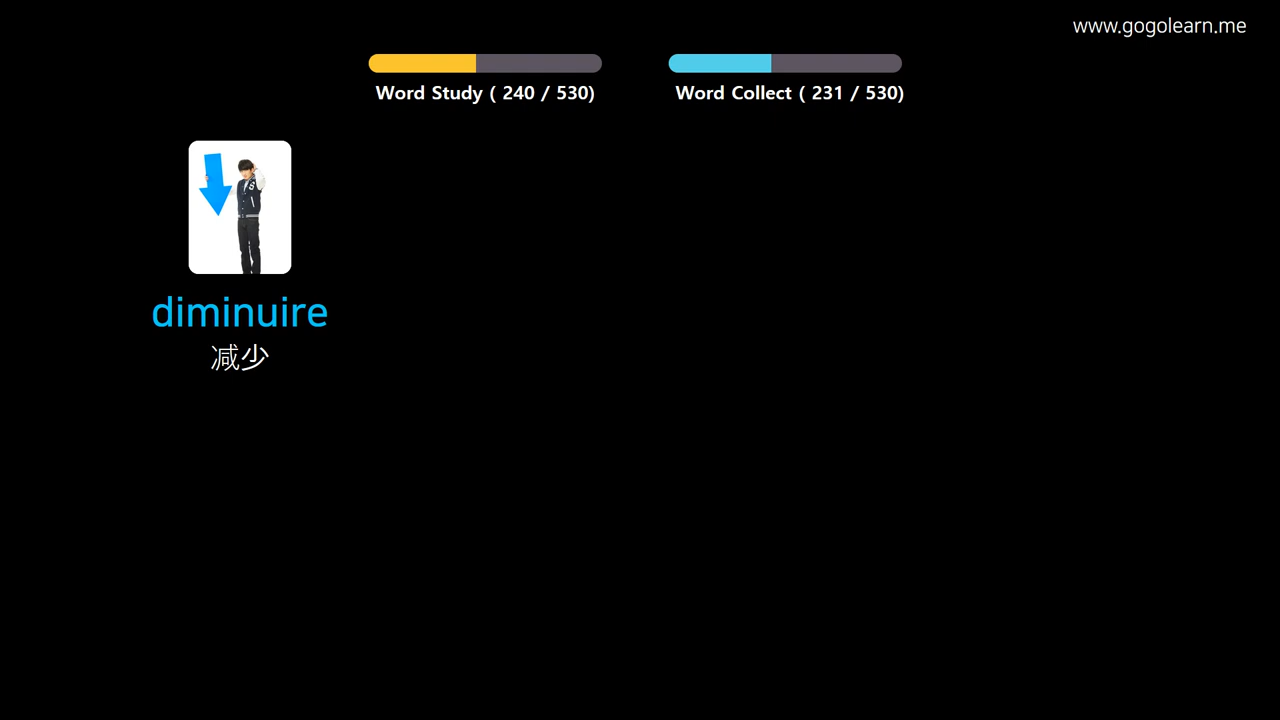 www.gogolearn.me
Word Study ( 240 / 530)
Word Collect ( 231 / 530)
diminuire
减少